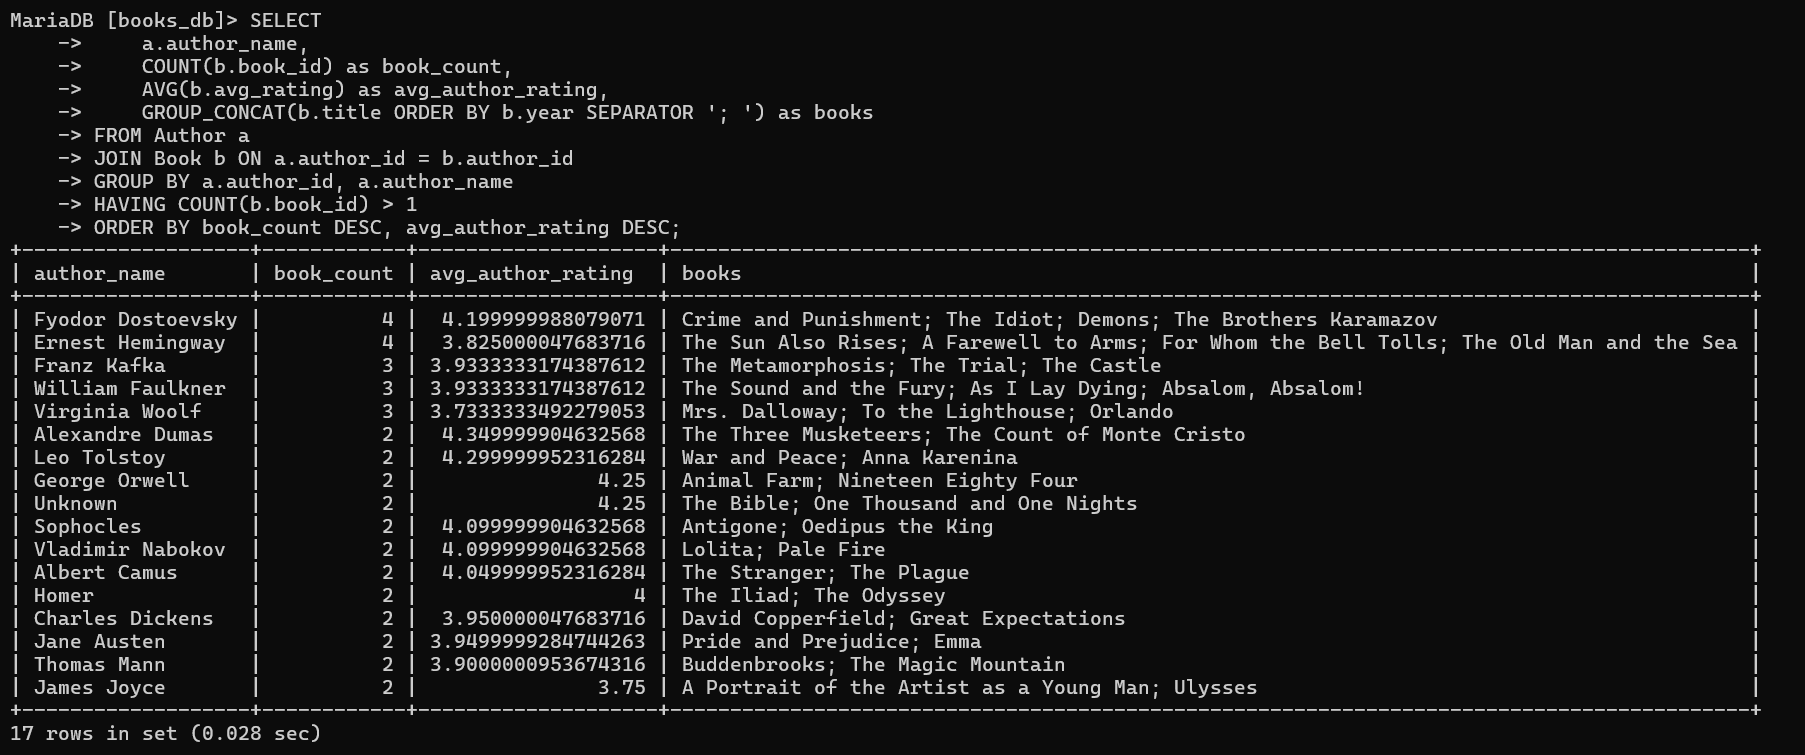 MariaDB [books_db]> SELECT
    ->     a.author_name,
    ->     COUNT(b.book_id) as book_count,
    ->     AVG(b.avg_rating) as avg_author_rating,
    ->     GROUP_CONCAT(b.title ORDER BY b.year SEPARATOR '; ') as books
    -> FROM Author a
    -> JOIN Book b ON a.author_id = b.author_id
    -> GROUP BY a.author_id, a.author_name
    -> HAVING COUNT(b.book_id) > 1
    -> ORDER BY book_count DESC, avg_author_rating DESC;
| author_name       | book_count | avg_author_rating  | books |
| Fyodor Dostoevsky |          4 |  4.199999988079071 | Crime and Punishment; The Idiot; Demons; The Brothers Karamazov |
| Ernest Hemingway  |          4 |  3.825000047683716 | The Sun Also Rises; A Farewell to Arms; For Whom the Bell Tolls; The Old Man and the Sea |
| Franz Kafka       |          3 | 3.9333333174387612 | The Metamorphosis; The Trial; The Castle |
| William Faulkner  |          3 | 3.9333333174387612 | The Sound and the Fury; As I Lay Dying; Absalom, Absalom! |
| Virginia Woolf    |          3 | 3.7333333492279053 | Mrs. Dalloway; To the Lighthouse; Orlando |
| Alexandre Dumas   |          2 |  4.349999904632568 | The Three Musketeers; The Count of Monte Cristo |
| Leo Tolstoy       |          2 |  4.299999952316284 | War and Peace; Anna Karenina |
| George Orwell     |          2 |               4.25 | Animal Farm; Nineteen Eighty Four |
| Unknown           |          2 |               4.25 | The Bible; One Thousand and One Nights |
| Sophocles         |          2 |  4.099999904632568 | Antigone; Oedipus the King |
| Vladimir Nabokov  |          2 |  4.099999904632568 | Lolita; Pale Fire |
| Albert Camus      |          2 |  4.049999952316284 | The Stranger; The Plague |
| Homer             |          2 |                  4 | The Iliad; The Odyssey |
| Charles Dickens   |          2 |  3.950000047683716 | David Copperfield; Great Expectations |
| Jane Austen       |          2 | 3.9499999284744263 | Pride and Prejudice; Emma |
| Thomas Mann       |          2 | 3.9000000953674316 | Buddenbrooks; The Magic Mountain |
| James Joyce       |          2 |               3.75 | A Portrait of the Artist as a Young Man; Ulysses |
17 rows in set (0.028 sec)